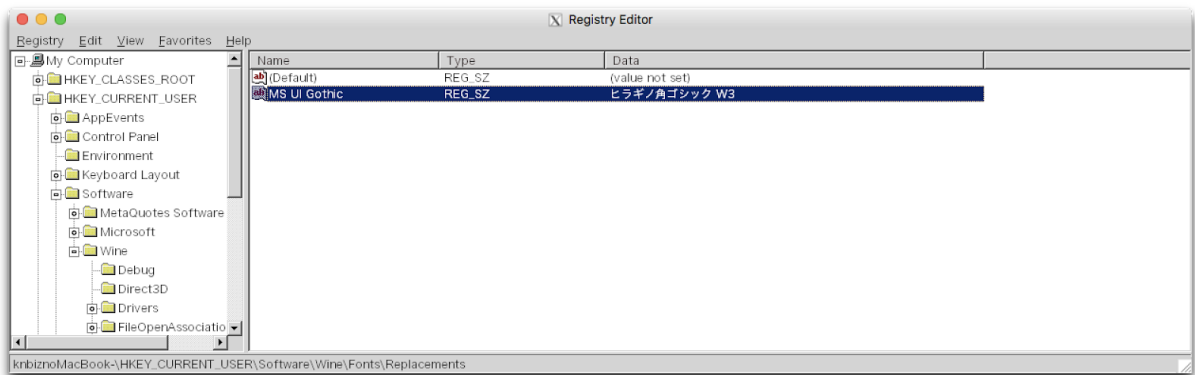 Registry Editor
Registry Edit View Favorites Help
My Computer
HKEY_CLASSES_ROOT
HKEY_CURRENT_USER
AppEvents
Control Panel
Environment
Keyboard Layout
Software
MetaQuotes Software
Microsoft
Wine
Debug
Direct3D
Drivers
FileOpenAssociatio
Name Type Data
ab (Default) REG_SZ (value not set)
ab MS UI Gothic REG_SZ ヒラギノ角ゴシック W3
knbiznoMacBook-\HKEY_CURRENT_USER\Software\Wine\Fonts\Replacements